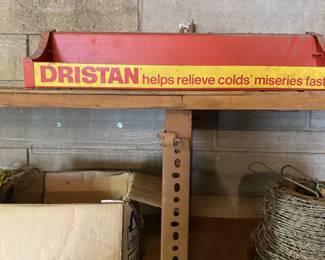 DRISTAN helps relieve colds' miseries fast